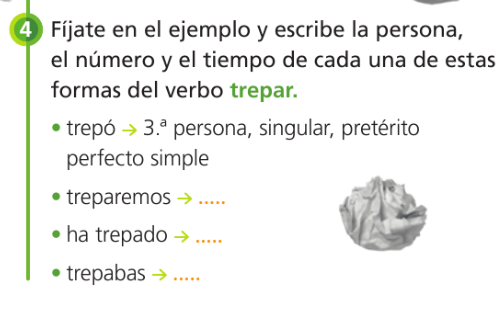 4 Fíjate en el ejemplo y escribe la persona,
el número y el tiempo de cada una de estas
formas del verbo trepar.
• trepó → 3.ª persona, singular, pretérito
perfecto simple
• treparemos → .....
• ha trepado → .....
• trepabas → .....